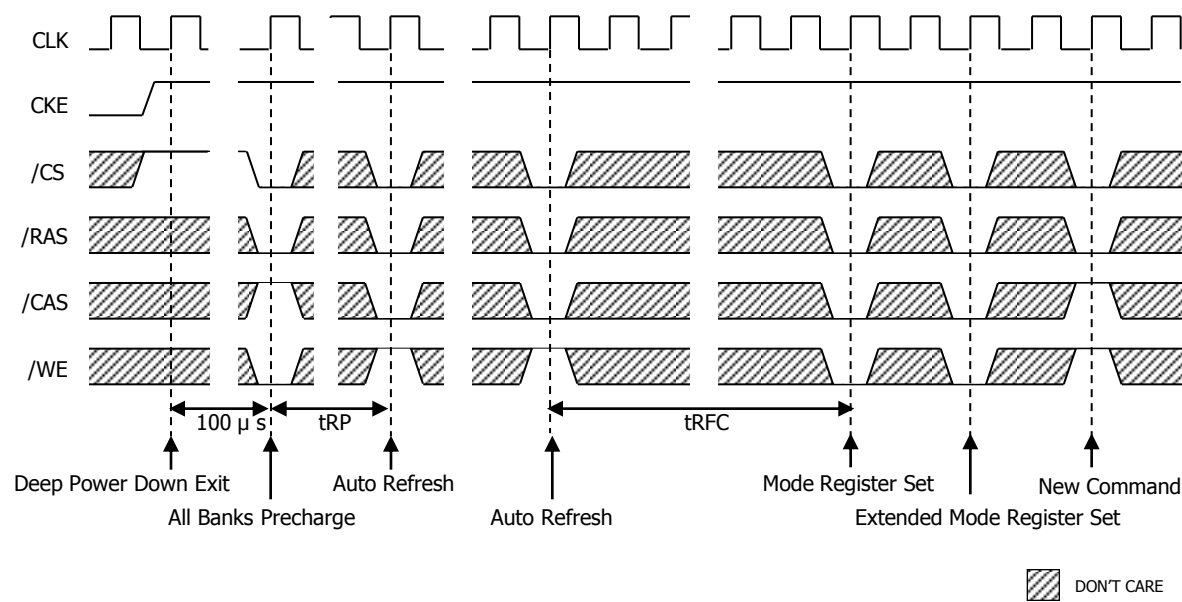 CLK
CKE
/CS
/RAS
/CAS
/WE
100 μ s
tRP
tRFC
Deep Power Down Exit
Auto Refresh
Mode Register Set
New Command
All Banks Precharge
Auto Refresh
Extended Mode Register Set
DON'T CARE